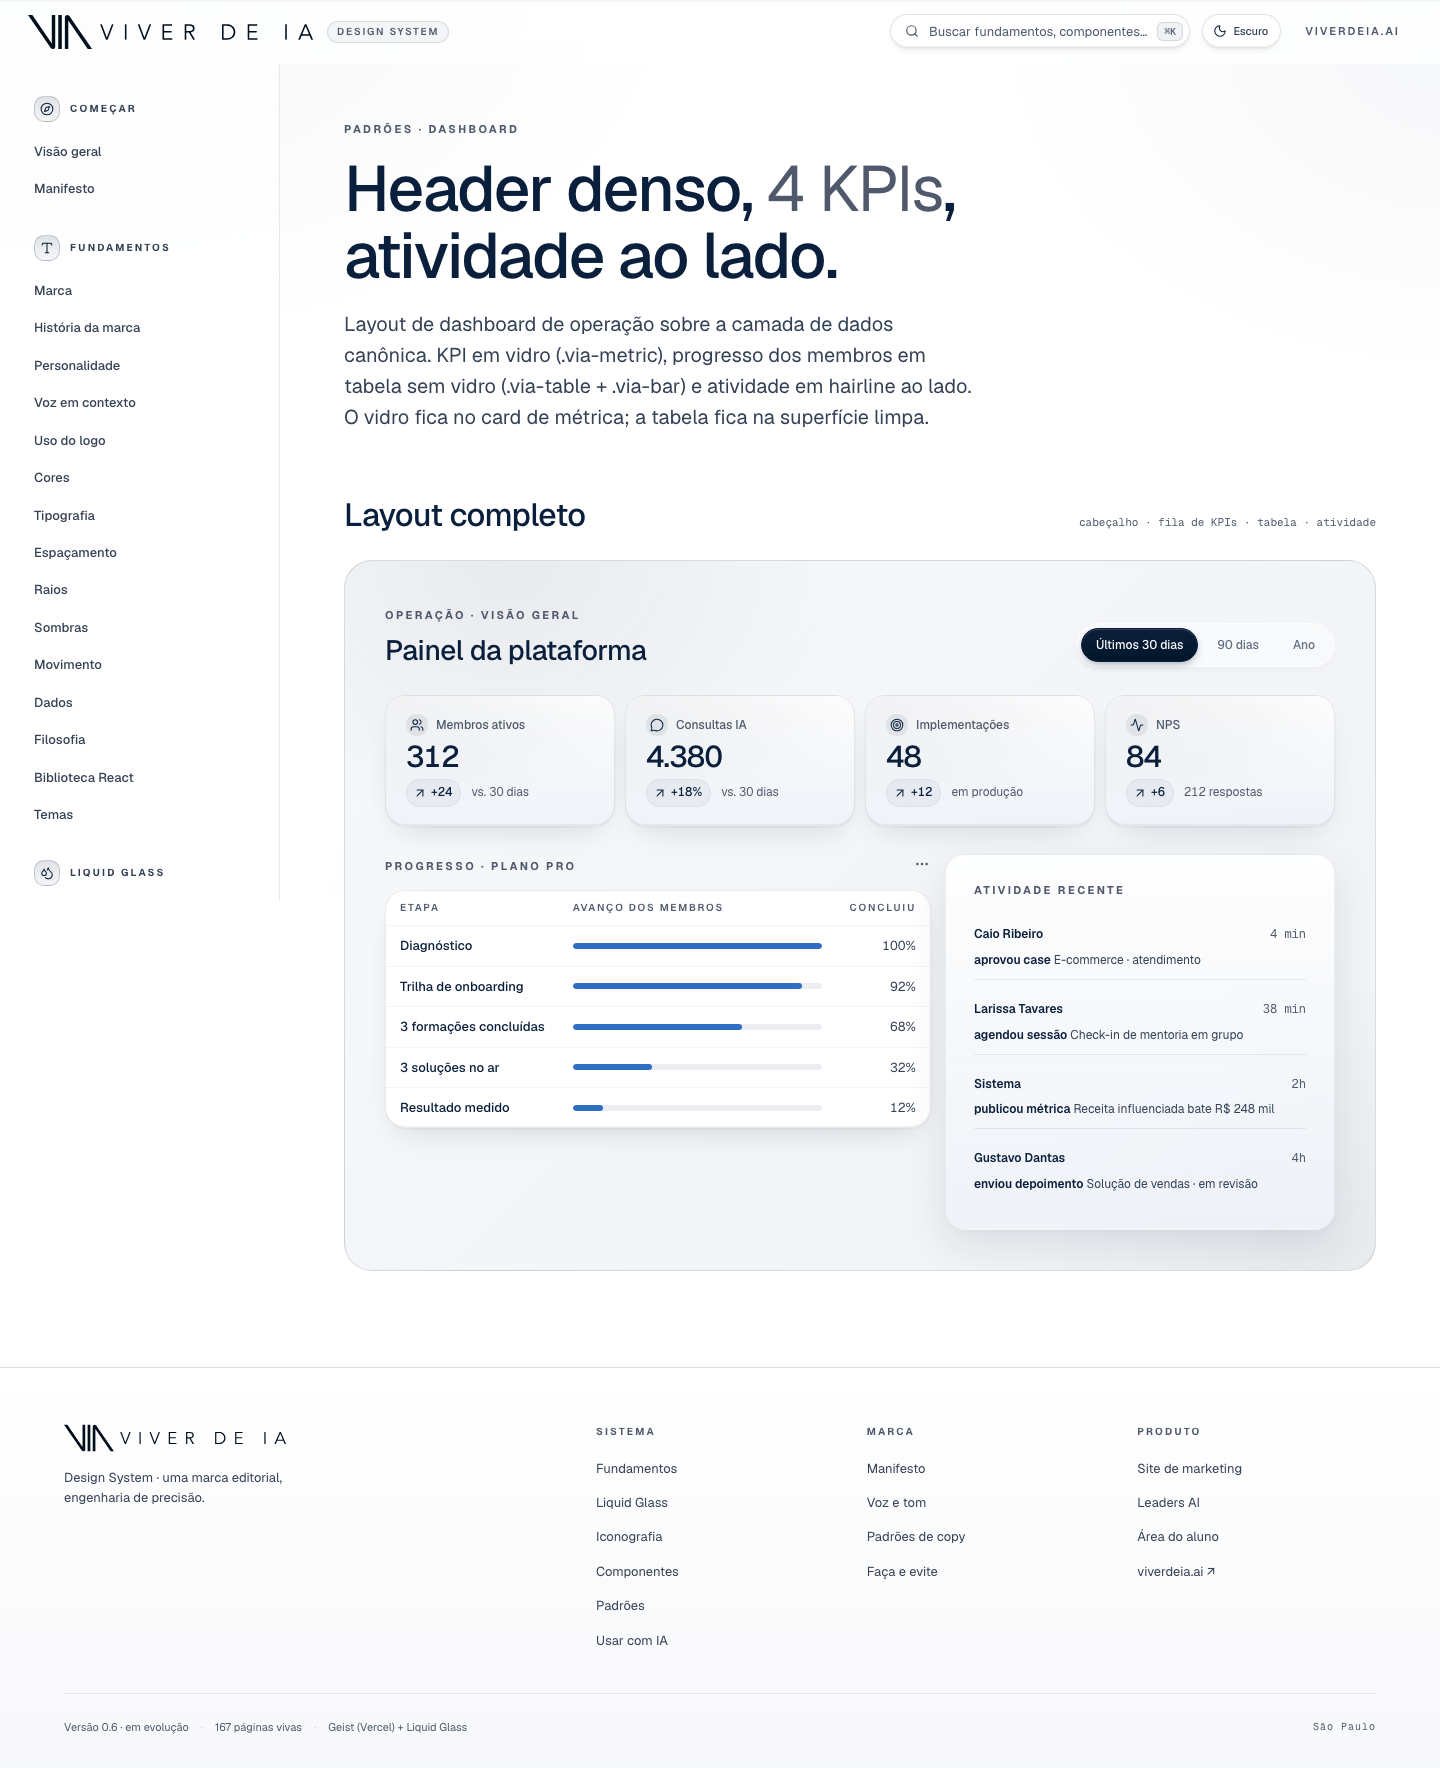 VIA VIVER DE IA
DESIGN SYSTEM
Buscar fundamentos, componentes...
⌘K
Escuro
VIVERDEIA.AI
COMEÇAR
Visão geral
Manifesto
FUNDAMENTOS
Marca
História da marca
Personalidade
Voz em contexto
Uso do logo
Cores
Tipografia
Espaçamento
Raios
Sombras
Movimento
Dados
Filosofia
Biblioteca React
Temas
LIQUID GLASS
PADRÕES · DASHBOARD
Header denso, 4 KPIs,
atividade ao lado.
Layout de dashboard de operação sobre a camada de dados
canônica. KPI em vidro (.via-metric), progresso dos membros em
tabela sem vidro (.via-table + .via-bar) e atividade em hairline ao lado.
O vidro fica no card de métrica; a tabela fica na superfície limpa.
Layout completo
cabeçalho · fila de KPIs · tabela · atividade
OPERAÇÃO · VISÃO GERAL
Painel da plataforma
Últimos 30 dias
90 dias
Ano
Membros ativos
312
+24 vs. 30 dias
Consultas IA
4.380
+18% vs. 30 dias
Implementações
48
+12 em produção
NPS
84
+6 212 respostas
PROGRESSO · PLANO PRO
ETAPA AVANÇO DOS MEMBROS CONCLUIU
Diagnóstico 100%
Trilha de onboarding 92%
3 formações concluídas 68%
3 soluções no ar 32%
Resultado medido 12%
ATIVIDADE RECENTE
Caio Ribeiro 4 min
aprovou case E-commerce · atendimento
Larissa Tavares 38 min
agendou sessão Check-in de mentoria em grupo
Sistema 2h
publicou métrica Receita influenciada bate R$ 248 mil
Gustavo Dantas 4h
enviou depoimento Solução de vendas · em revisão
VIA VIVER DE IA
Design System · uma marca editorial,
engenharia de precisão.
SISTEMA
Fundamentos
Liquid Glass
Iconografia
Componentes
Padrões
Usar com IA
MARCA
Manifesto
Voz e tom
Padrões de copy
Faça e evite
PRODUTO
Site de marketing
Leaders AI
Área do aluno
viverdeia.ai ↗
Versão 0.6 · em evolução · 167 páginas vivas · Geist (Vercel) + Liquid Glass
São Paulo